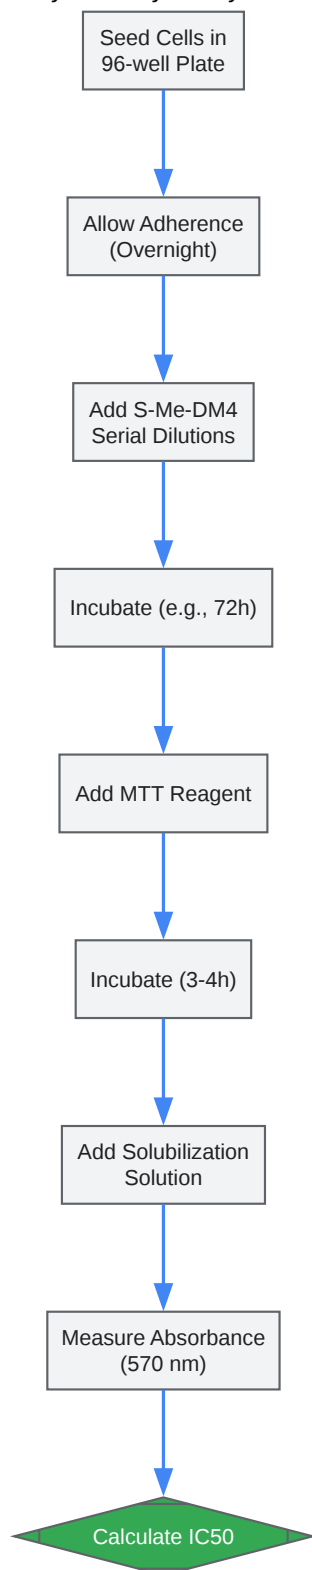 Seed Cells in
96-well Plate
Allow Adherence
(Overnight)
Add S-Me-DM4
Serial Dilutions
Incubate (e.g., 72h)
Add MTT Reagent
Incubate (3-4h)
Add Solubilization
Solution
Measure Absorbance
(570 nm)
Calculate IC50